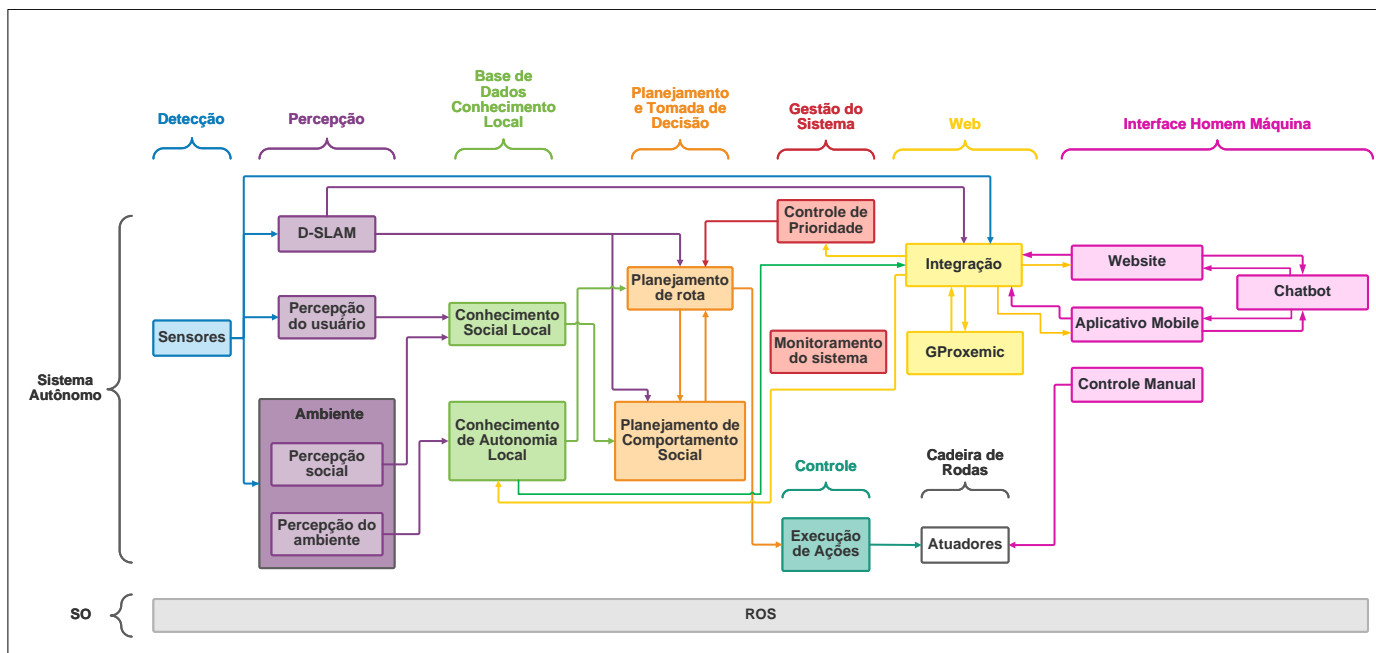 Detecção
Percepção
Base de
Dados
Conhecimento
Local
Planejamento
e Tomada de
Decisão
Gestão do
Sistema
Web
Interface Homem Máquina
Sistema
Autônomo
Sensores
D-SLAM
Percepção
do usuário
Ambiente
Percepção
social
Percepção do
ambiente
Conhecimento
Social Local
Conhecimento
de Autonomia
Local
Planejamento
de rota
Planejamento de
Comportamento
Social
Controle de
Prioridade
Monitoramento
do sistema
Integração
GProxemic
Website
Chatbot
Aplicativo Mobile
Controle Manual
Controle
Execução
de Ações
Cadeira de
Rodas
Atuadores
SO
ROS